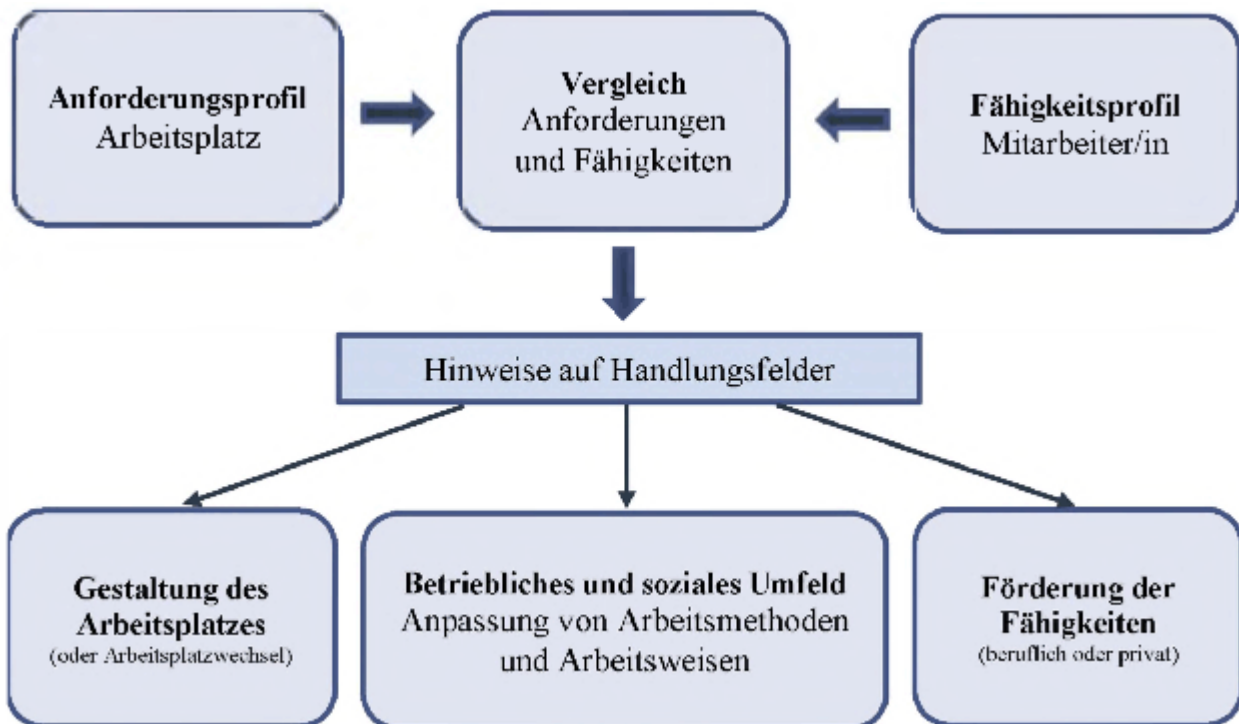 Anforderungsprofil
Arbeitsplatz
Vergleich
Anforderungen
und Fähigkeiten
Fähigkeitsprofil
Mitarbeiter/in
Hinweise auf Handlungsfelder
Gestaltung des
Arbeitsplatzes
(oder Arbeitsplatzwechsel)
Betriebliches und soziales Umfeld
Anpassung von Arbeitsmethoden
und Arbeitsweisen
Förderung der
Fähigkeiten
(beruflich oder privat)